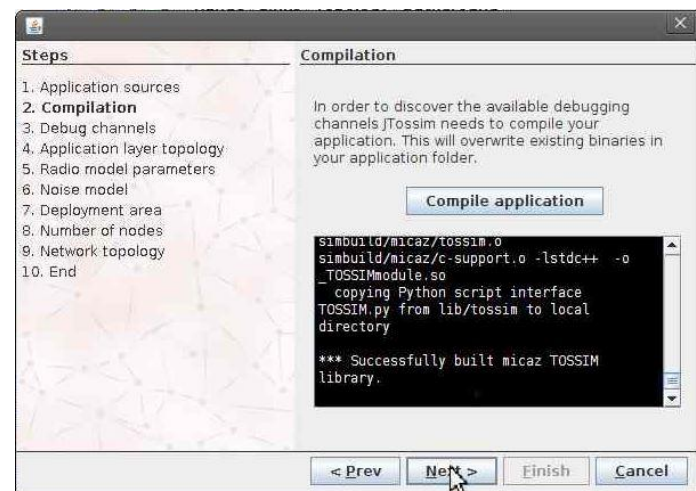 Steps
1. Application sources
2. Compilation
3. Debug channels
4. Application layer topology
5. Radio model parameters
6. Noise model
7. Deployment area
8. Number of nodes
9. Network topology
10. End
Compilation
In order to discover the available debugging
channels JTossim needs to compile your
application. This will overwrite existing binaries in
your application folder.
Compile application
simbuild/micaz/tossim.o
simbuild/micaz/c-support.o -lstdc++ -o
_TOSSIMmodule.so
copying Python script interface
TOSSIM.py from lib/tossim to local
directory
*** Successfully built micaz TOSSIM
library.
< Prev
Next >
Finish
Cancel